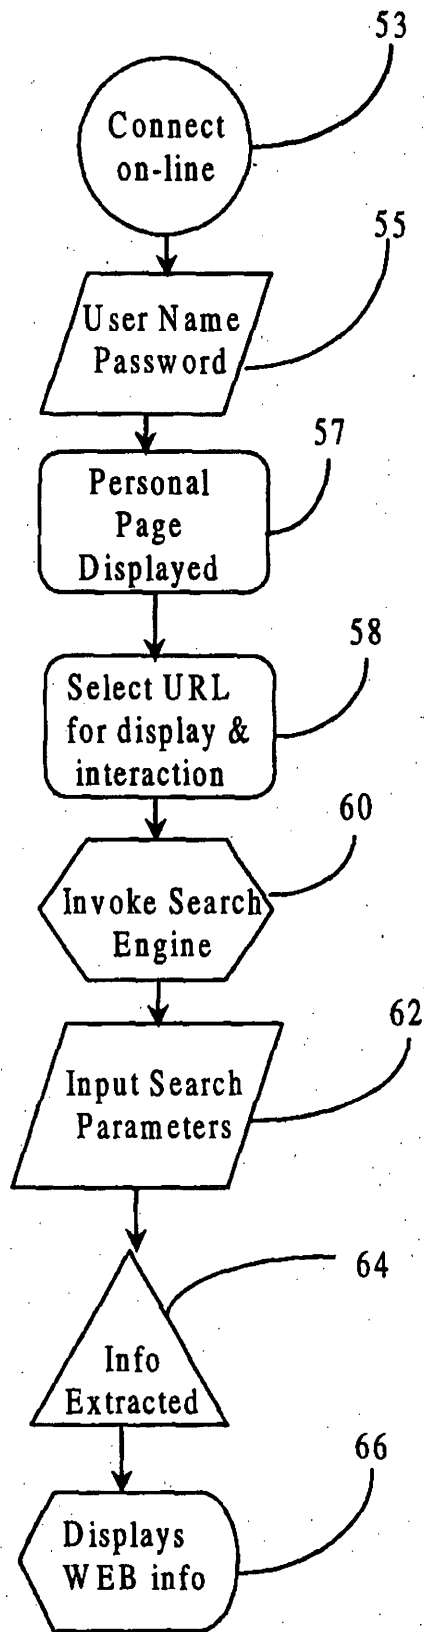 53
Connect
on-line
55
User Name
Password
57
Personal
Page
Displayed
58
Select URL
for display &
interaction
60
Invoke Search
Engine
62
Input Search
Parameters
64
Info
Extracted
66
Displays
WEB info